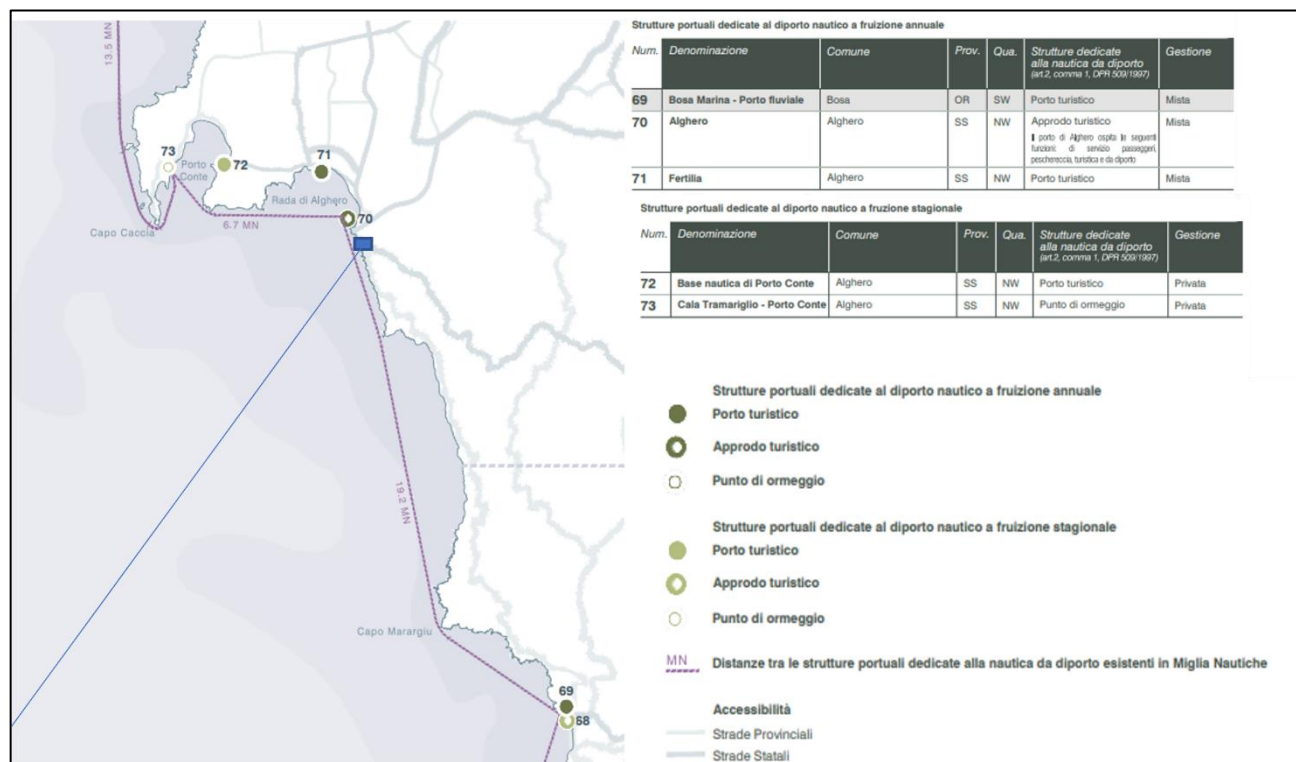 13.5 MN
73
Porto
Conte
72
71
Rada di Alghero
70
Capo Caccia
6.7 MN
19.2 MN
Capo Marargiu
69
68
Strutture portuali dedicate al diporto nautico a fruizione annuale
Num. Denominazione Comune Prov. Qua. Strutture dedicate Gestione
alla nautica da diporto
(art.2, comma 1, DPR 509/1997)
69 Bosa Marina - Porto fluviale Bosa OR SW Porto turistico Mista
70 Alghero Alghero SS NW Approdo turistico Mista
Il porto di Alghero ospita le seguenti
funzioni: di servizio passeggeri,
peschereccia, turistica e da diporto
71 Fertilia Alghero SS NW Porto turistico Mista
Strutture portuali dedicate al diporto nautico a fruzione stagionale
Num. Denominazione Comune Prov. Qua. Strutture dedicate Gestione
alla nautica da diporto
(art.2, comma 1, DPR 509/1997)
72 Base nautica di Porto Conte Alghero SS NW Porto turistico Privata
73 Cala Tramariglio - Porto Conte Alghero SS NW Punto di ormeggio Privata
Strutture portuali dedicate al diporto nautico a fruizione annuale
Porto turistico
Approdo turistico
Punto di ormeggio
Strutture portuali dedicate al diporto nautico a fruizione stagionale
Porto turistico
Approdo turistico
Punto di ormeggio
MN Distanze tra le strutture portuali dedicate alla nautica da diporto esistenti in Miglia Nautiche
Accessibilità
Strade Provinciali
Strade Statali